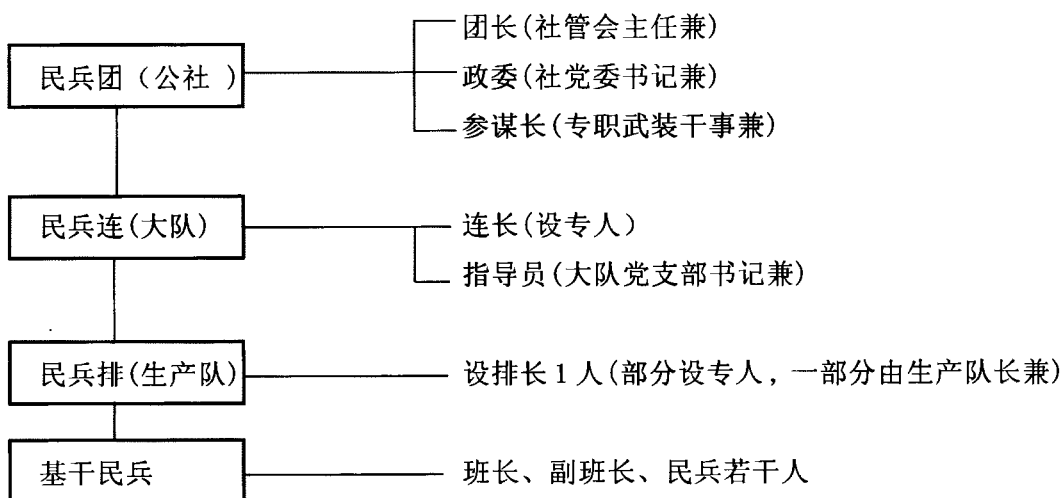 团长(社管会主任兼)
民兵团(公社)
政委(社党委书记兼)
参谋长(专职武装干事兼)
民兵连(大队)
连长(设专人)
指导员(大队党支部书记兼)
民兵排(生产队)
设排长1人(部分设专人,一部分由生产队长兼)
基干民兵
班长、副班长、民兵若干人